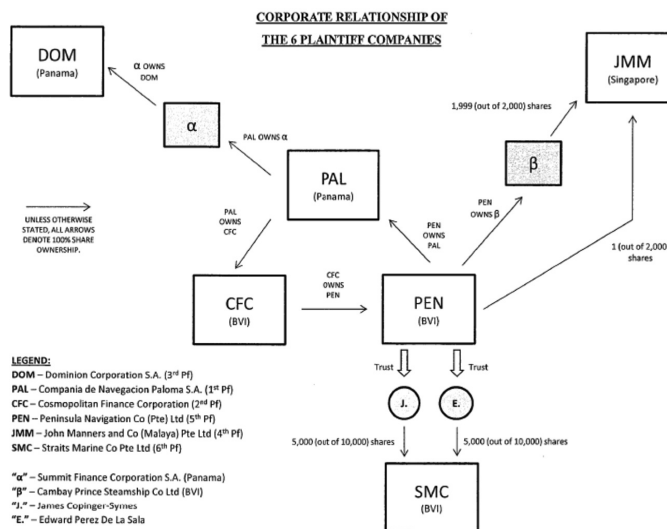 CORPORATE RELATIONSHIP OF
THE 6 PLAINTIFF COMPANIES
DOM
(Panama)
α OWNS
DOM
α
PAL OWNS α
JMM
(Singapore)
1,999 (out of 2,000) shares
β
PAL
(Panama)
UNLESS OTHERWISE
STATED, ALL ARROWS
DENOTE 100% SHARE
OWNERSHIP.
PAL
OWNS
CFC
PEN
OWNS
PAL
PEN
OWNS β
1 (out of 2,000)
shares
CFC
(BVI)
CFC
OWNS
PEN
PEN
(BVI)
Trust
Trust
J.
E.
5,000 (out of 10,000) shares
5,000 (out of 10,000) shares
SMC
(BVI)
LEGEND:
DOM – Dominion Corporation S.A. (3rd Pf)
PAL – Compania de Navegacion Paloma S.A. (1st Pf)
CFC – Cosmopolitan Finance Corporation (2nd Pf)
PEN – Peninsula Navigation Co (Pte) Ltd (5th Pf)
JMM – John Manners and Co (Malaya) Pte Ltd (4th Pf)
SMC – Straits Marine Co Pte Ltd (6th Pf)
"α" – Summit Finance Corporation S.A. (Panama)
"β" – Cambay Prince Steamship Co Ltd (BVI)
"J." – James Copinger-Symes
"E." – Edward Perez De La Sala